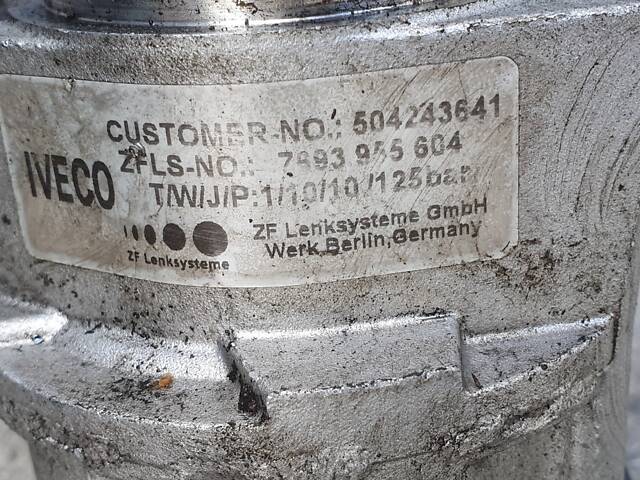 CUSTOMER-NO.: 504243641
ZFLS-NO.: 7693 955 604
IVECO
T/W/J/P:1/10/10/125bar
ZF Lenksysteme GmbH
Werk Berlin,Germany
ZF Lenksysteme